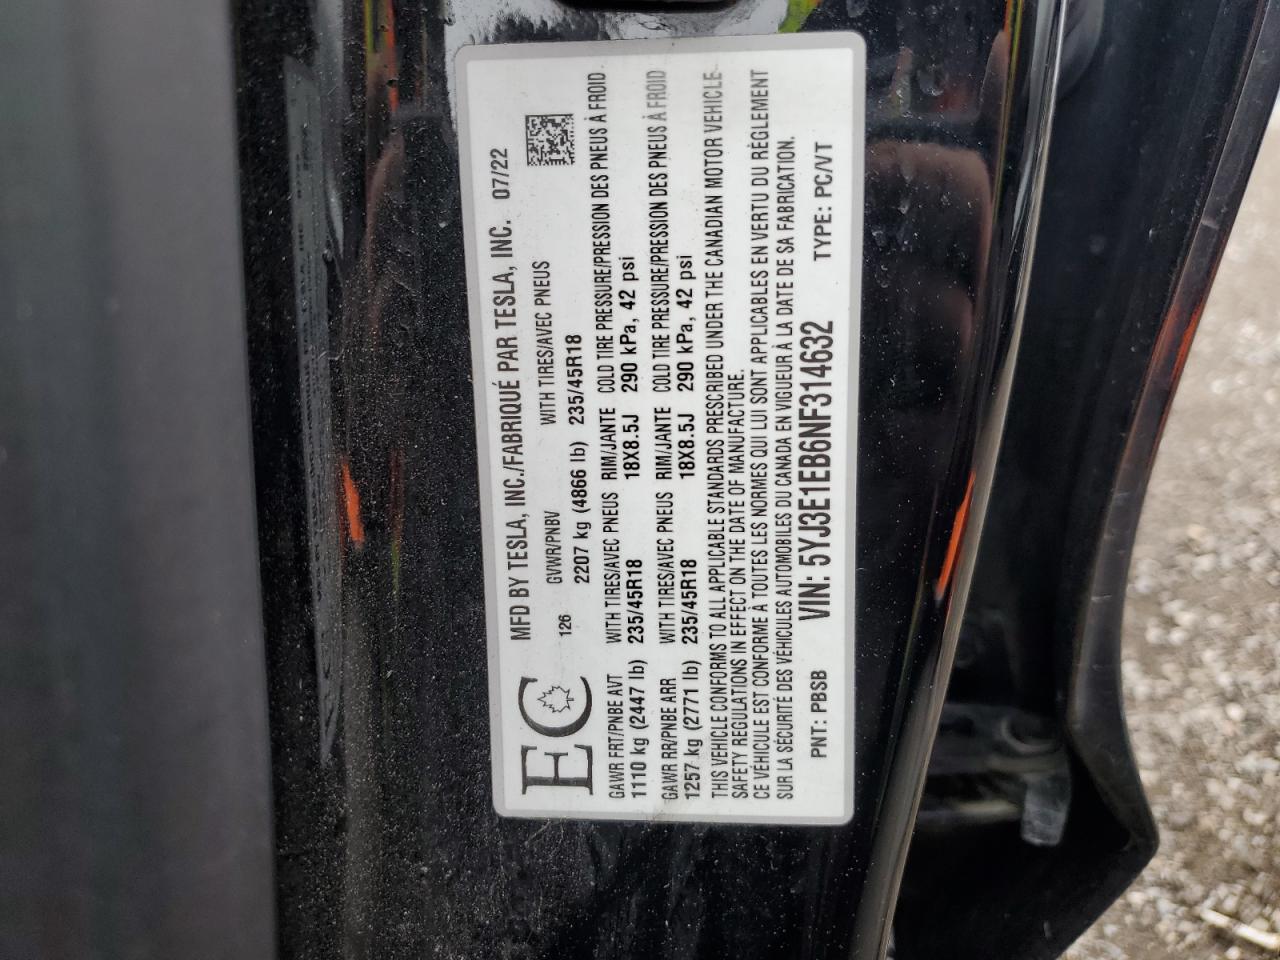 MFD BY TESLA, INC./FABRIQUÉ PAR TESLA, INC. 07/22
EC
126 GVWR/PNBV WITH TIRES/AVEC PNEUS
2207 kg (4866 lb) 235/45R18
GAWR FRT/PNBE AVT WITH TIRES/AVEC PNEUS RIM/JANTE COLD TIRE PRESSURE/PRESSION DES PNEUS À FROID
1110 kg (2447 lb) 235/45R18 18X8.5J 290 kPa, 42 psi
GAWR RR/PNBE ARR WITH TIRES/AVEC PNEUS RIM/JANTE COLD TIRE PRESSURE/PRESSION DES PNEUS À FROID
1257 kg (2771 lb) 235/45R18 18X8.5J 290 kPa, 42 psi
THIS VEHICLE CONFORMS TO ALL APPLICABLE STANDARDS PRESCRIBED UNDER THE CANADIAN MOTOR VEHICLE
SAFETY REGULATIONS IN EFFECT ON THE DATE OF MANUFACTURE.
CE VÉHICULE EST CONFORME À TOUTES LES NORMES QUI LUI SONT APPLICABLES EN VERTU DU RÈGLEMENT
SUR LA SÉCURITÉ DES VÉHICULES AUTOMOBILES DU CANADA EN VIGUEUR À LA DATE DE SA FABRICATION.
PNT: PBSB VIN: 5YJ3E1EB6NF314632 TYPE: PC/VT